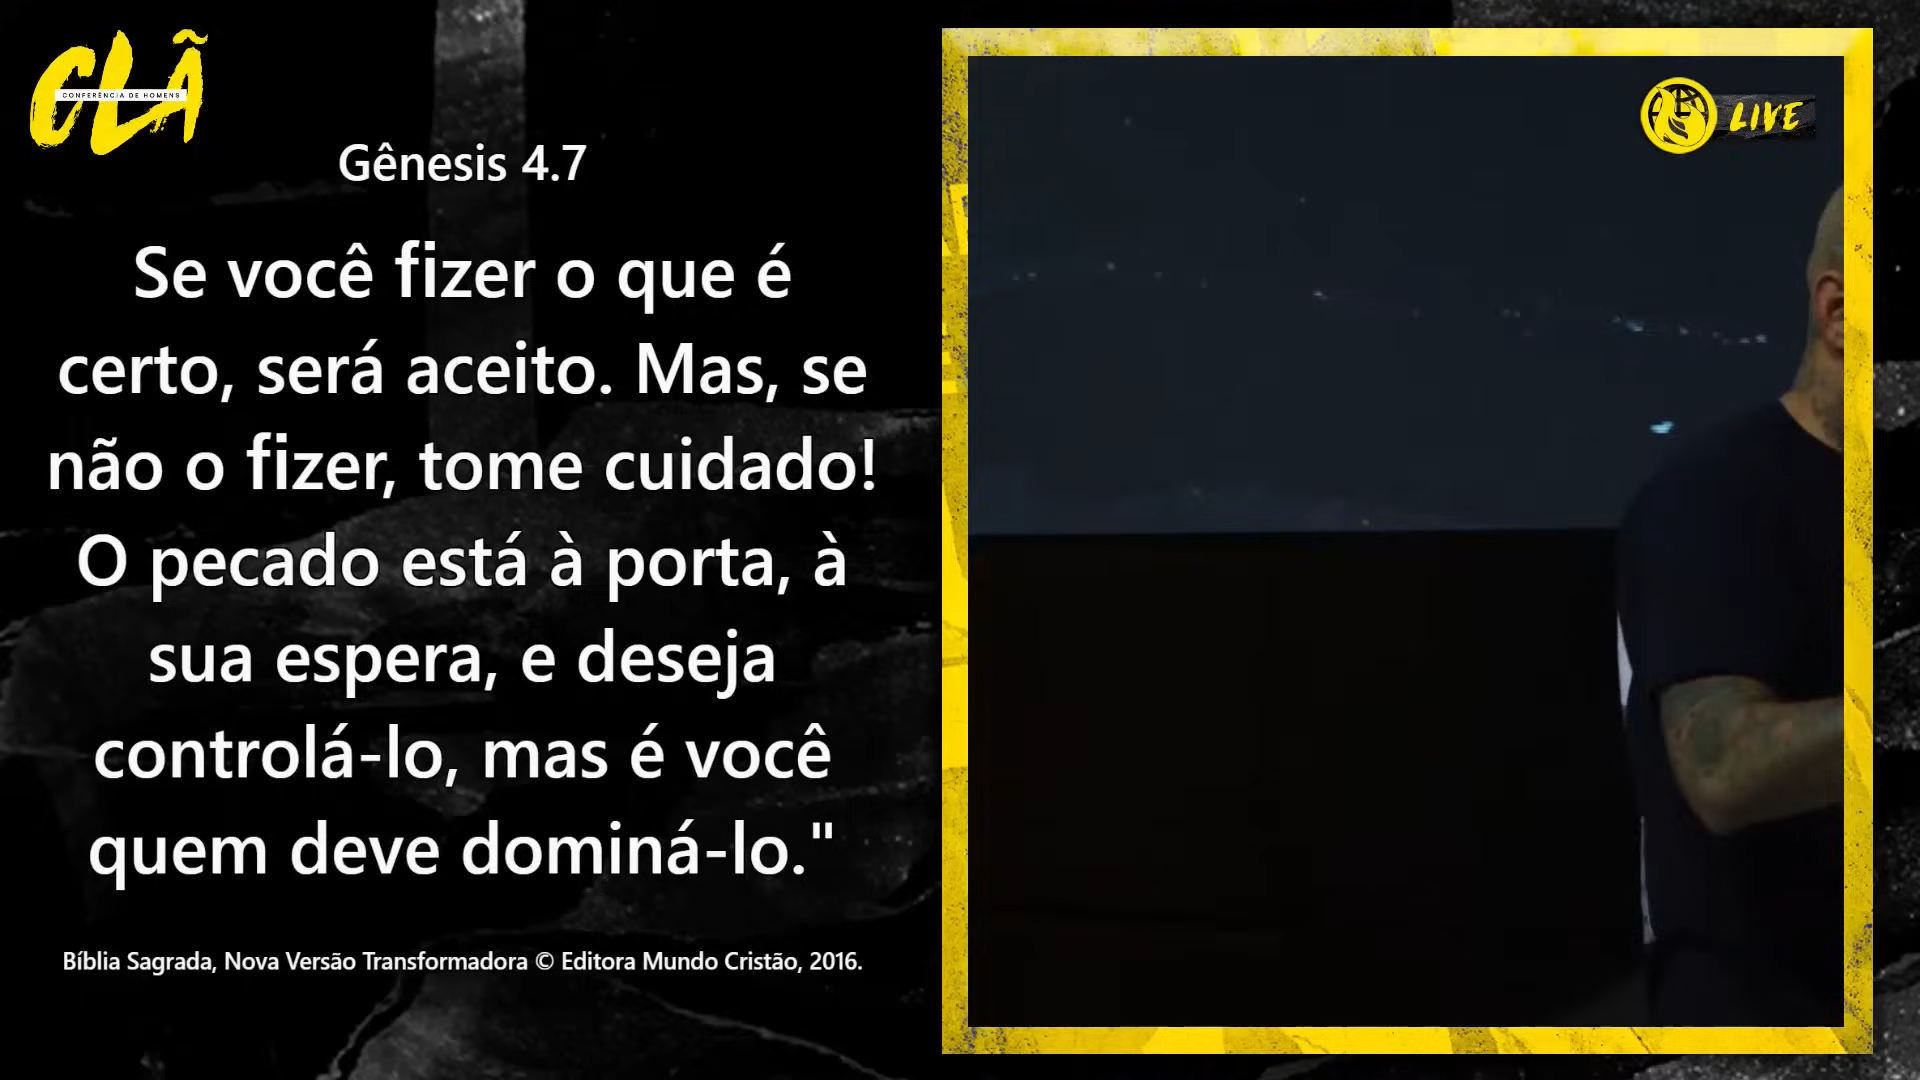 CLÃ
CONFERÊNCIA DE HOMENS
Gênesis 4.7
Se você fizer o que é
certo, será aceito. Mas, se
não o fizer, tome cuidado!
O pecado está à porta, à
sua espera, e deseja
controlá-lo, mas é você
quem deve dominá-lo."
Bíblia Sagrada, Nova Versão Transformadora © Editora Mundo Cristão, 2016.
LIVE